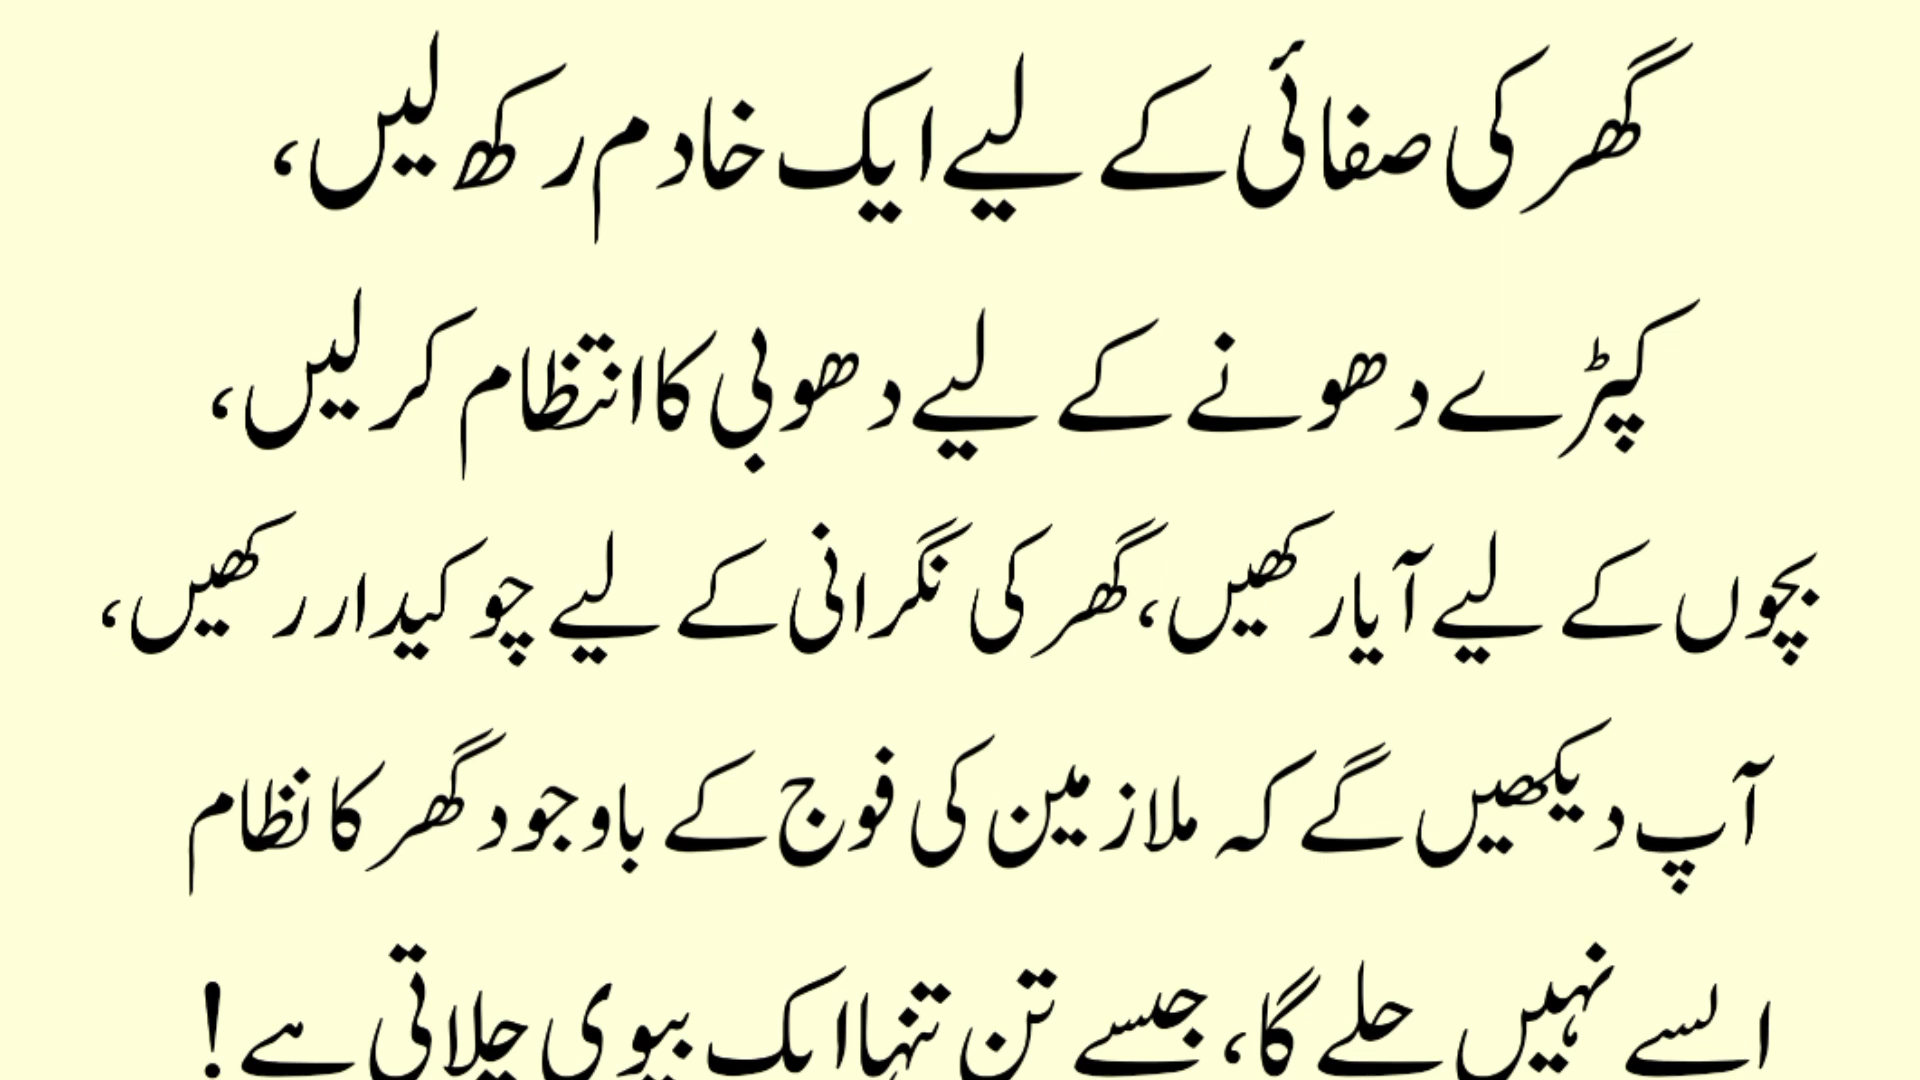 گھر کی صفائی کے لیے ایک خادم رکھ لیں،
کپڑے دھونے کے لیے دھوبی کا انتظام کر لیں،
بچوں کے لیے آیا رکھیں، گھر کی نگرانی کے لیے چوکیدار رکھیں،
آپ دیکھیں گے کہ ملازمین کی فوج کے باوجود گھر کا نظام
ایسے نہیں چلے گا، جیسے تن تنہا ایک بیوی چلاتی ہے!